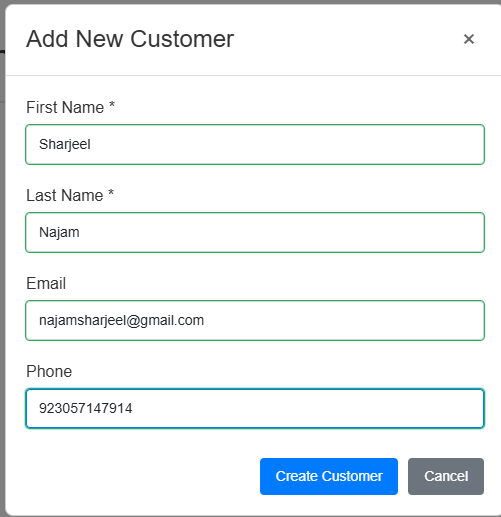 Add New Customer ×
First Name *
Sharjeel
Last Name *
Najam
Email
najamsharjeel@gmail.com
Phone
923057147914
Create Customer Cancel